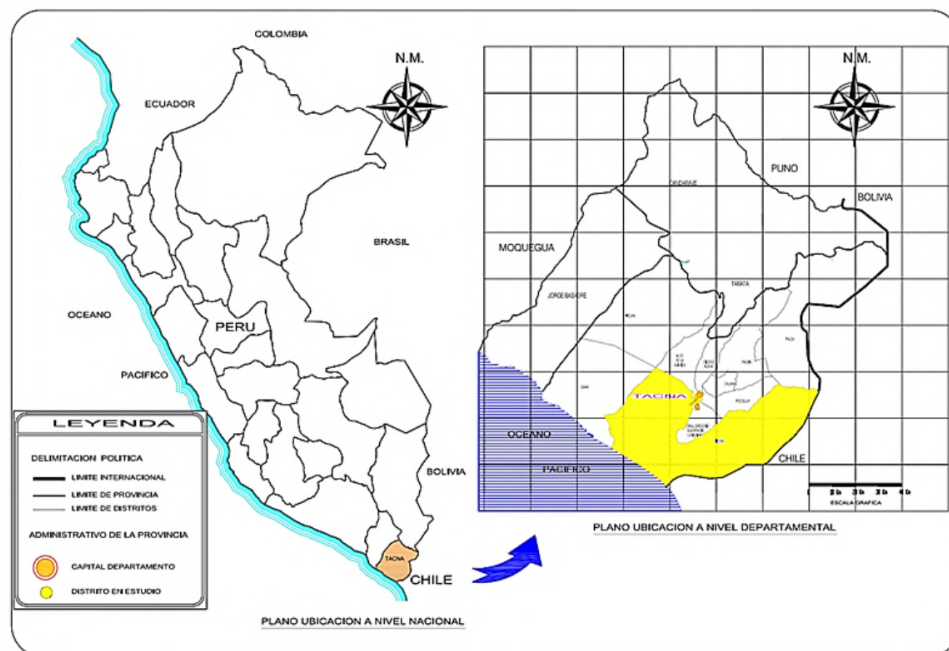 COLOMBIA
N.M.
ECUADOR
BRASIL
OCEANO
PERU
PACIFICO
BOLIVIA
TACNA
CHILE
LEYENDA
DELIMITACION POLITICA
LIMITE INTERNACIONAL
LIMITE DE PROVINCIA
LIMITE DE DISTRITOS
ADMINISTRATIVO DE LA PROVINCIA
CAPITAL DEPARTAMENTO
DISTRITO EN ESTUDIO
PLANO UBICACION A NIVEL NACIONAL
N.M.
PUNO
CANDARAVE
BOLIVIA
MOQUEGUA
TARATA
JORGE BASADRE
TACNA
OCEANO
CHILE
PACIFICO
ESCALA GRAFICA
PLANO UBICACION A NIVEL DEPARTAMENTAL